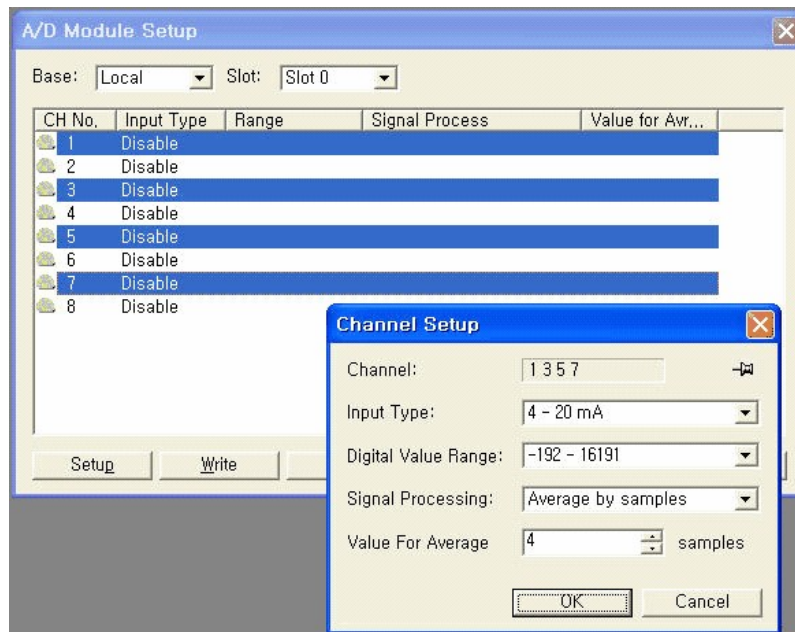 A/D Module Setup
Base: Local Slot: Slot 0
CH No. Input Type Range Signal Process Value for Avr...
1 Disable
2 Disable
3 Disable
4 Disable
5 Disable
6 Disable
7 Disable
8 Disable
Setup Write
Channel Setup
Channel: 1 3 5 7
Input Type: 4 - 20 mA
Digital Value Range: -192 - 16191
Signal Processing: Average by samples
Value For Average 4 samples
OK Cancel